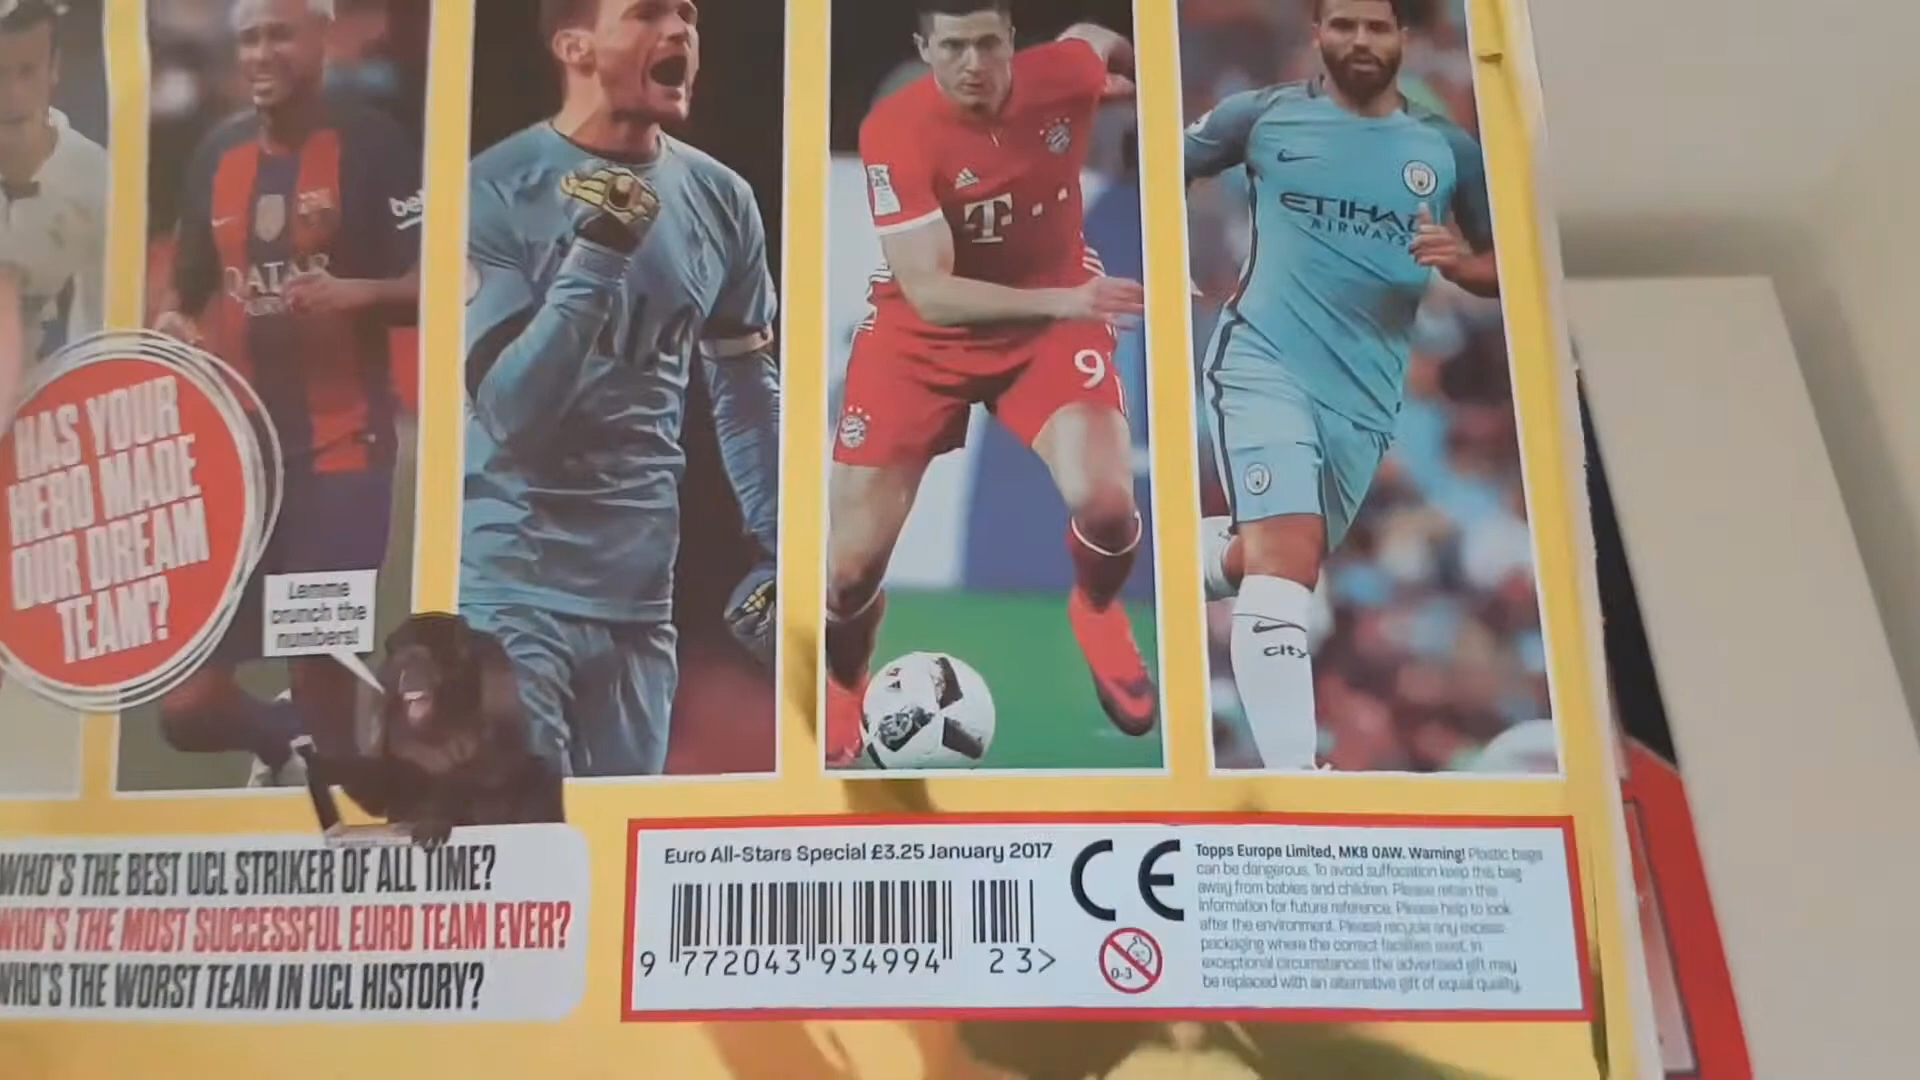 beko
QATAR
T
ETIHAD
AIRWAYS
9
city
HAS YOUR
HERO MADE
OUR DREAM
TEAM?
Lemme
crunch the
numbers!
WHO'S THE BEST UCL STRIKER OF ALL TIME?
WHO'S THE MOST SUCCESSFUL EURO TEAM EVER?
WHO'S THE WORST TEAM IN UCL HISTORY?
Euro All-Stars Special £3.25 January 2017
9 772043 934994 23>
CE
0-3
Topps Europe Limited, MK8 0AW. Warning! Plastic bags
can be dangerous. To avoid suffocation keep this bag
away from babies and children. Please retain this
information for future reference. Please help to look
after the environment. Please recycle any excess
packaging where the correct facilities exist. In
exceptional circumstances the advertised gift may
be replaced with an alternative gift of equal quality.